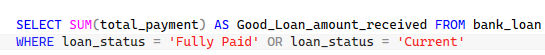 SELECT SUM(total_payment) AS Good_Loan_amount_received FROM bank_loan
WHERE loan_status = 'Fully Paid' OR loan_status = 'Current'